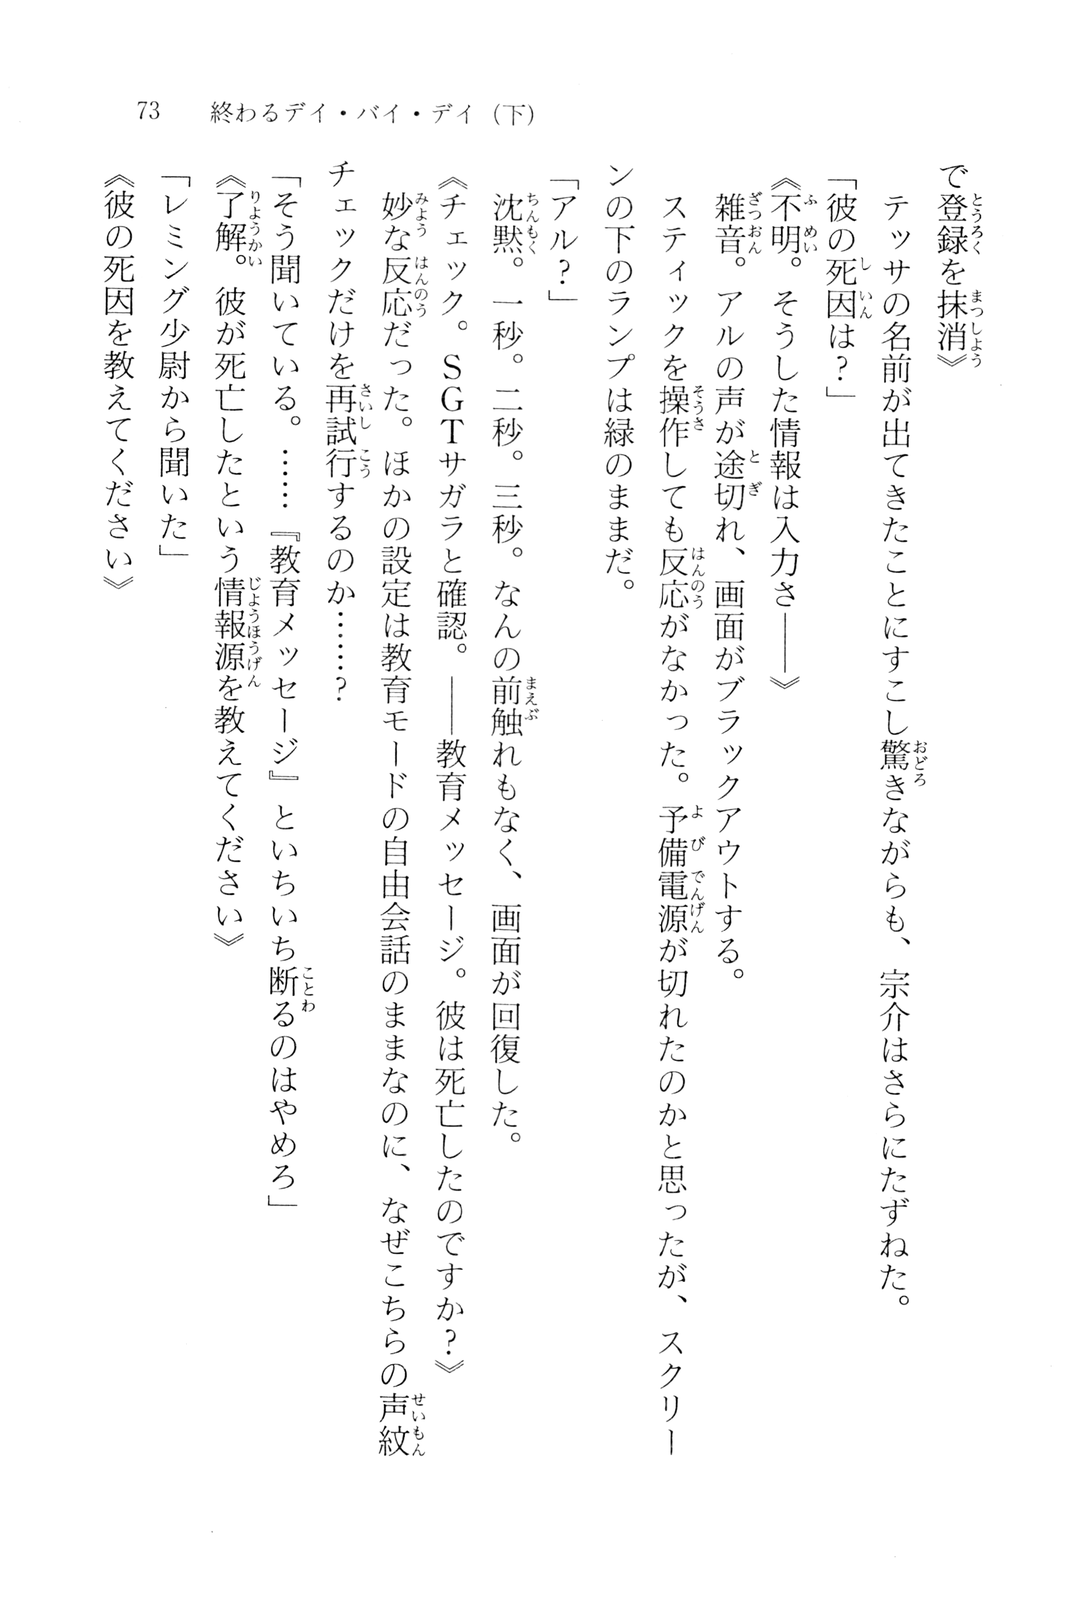 73　終わるデイ・バイ・デイ（下）
で登録を抹消》
　テッサの名前が出てきたことにすこし驚きながらも、宗介はさらにたずねた。
「彼の死因は？」
《不明。そうした情報は入力さ――》
　雑音。アルの声が途切れ、画面がブラックアウトする。
　スティックを操作しても反応がなかった。予備電源が切れたのかと思ったが、スクリー
ンの下のランプは緑のままだ。
「アル？」
　沈黙。一秒。二秒。三秒。なんの前触れもなく、画面が回復した。
《チェック。ＳＧＴサガラと確認。――教育メッセージ。彼は死亡したのですか？》
　妙な反応だった。ほかの設定は教育モードの自由会話のままなのに、なぜこちらの声紋
チェックだけを再試行するのか……？
「そう聞いている。……『教育メッセージ』といちいち断るのはやめろ」
《了解。彼が死亡したという情報源を教えてください》
「レミング少尉から聞いた」
《彼の死因を教えてください》